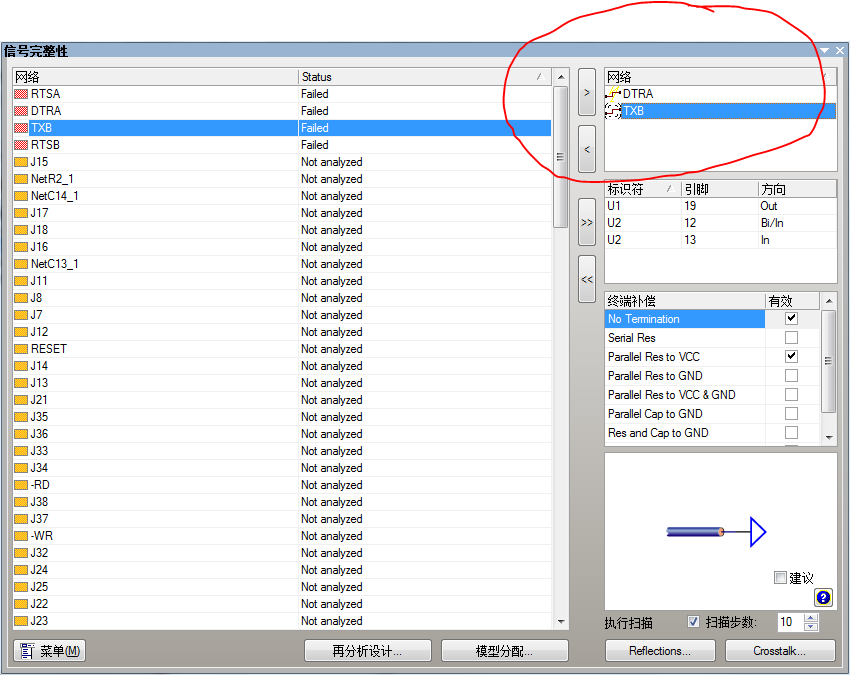 信号完整性
网络 Status
RTSA Failed
DTRA Failed
TXB Failed
RTSB Failed
J15 Not analyzed
NetR2_1 Not analyzed
NetC14_1 Not analyzed
J17 Not analyzed
J18 Not analyzed
J16 Not analyzed
NetC13_1 Not analyzed
J11 Not analyzed
J8 Not analyzed
J7 Not analyzed
J12 Not analyzed
RESET Not analyzed
J14 Not analyzed
J13 Not analyzed
J21 Not analyzed
J35 Not analyzed
J36 Not analyzed
J33 Not analyzed
J34 Not analyzed
-RD Not analyzed
J38 Not analyzed
J37 Not analyzed
-WR Not analyzed
J32 Not analyzed
J24 Not analyzed
J25 Not analyzed
J22 Not analyzed
J23 Not analyzed
>
<
>>
<<
网络
DTRA
TXB
标识符 引脚 方向
U1 19 Out
U2 12 Bi/In
U2 13 In
终端补偿 有效
No Termination
Serial Res
Parallel Res to VCC
Parallel Res to GND
Parallel Res to VCC & GND
Parallel Cap to GND
Res and Cap to GND
建议
?
执行扫描 扫描步数: 10
菜单(M) 再分析设计... 模型分配... Reflections... Crosstalk...